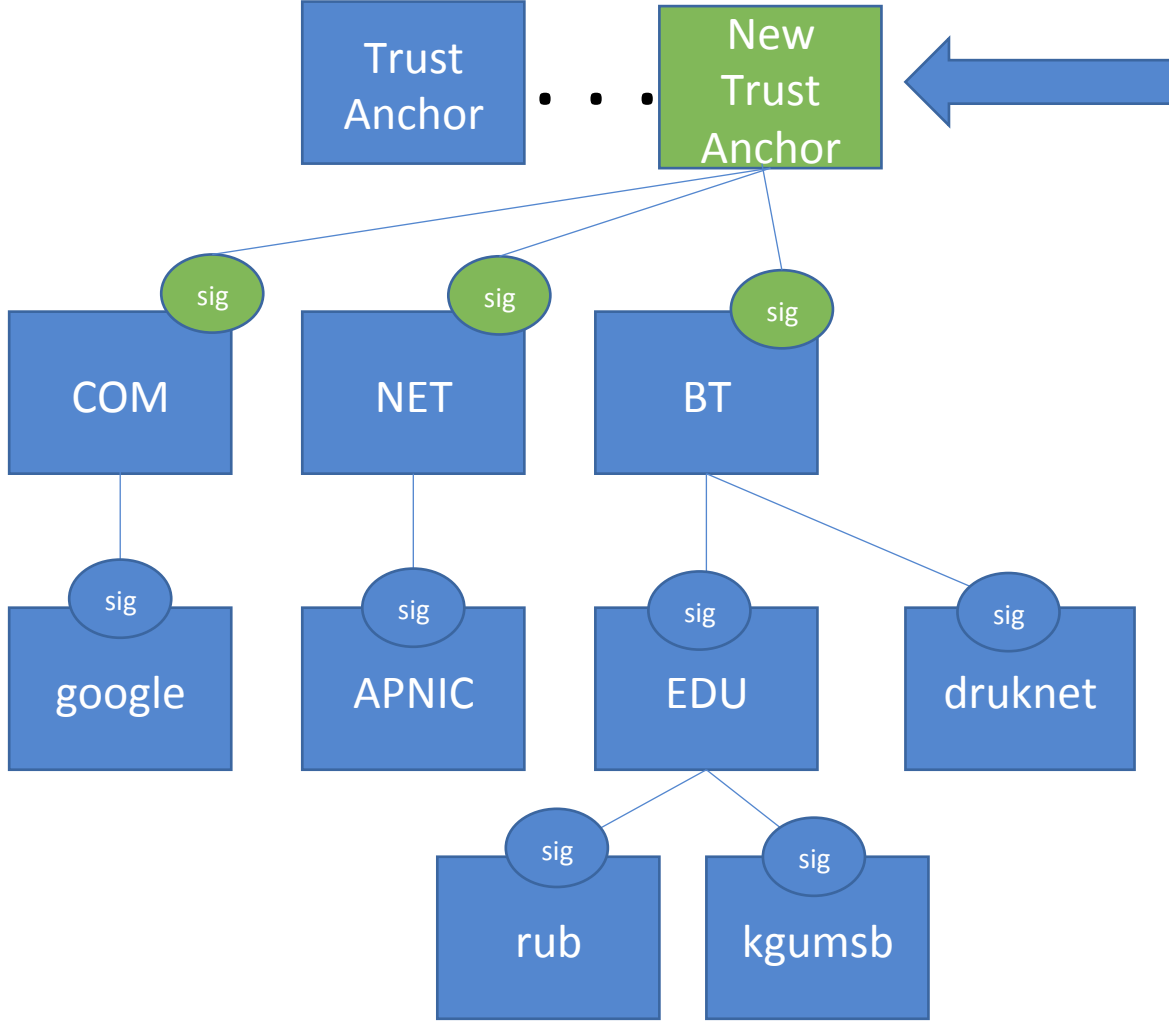 Trust
Anchor
. . .
New
Trust
Anchor
sig
sig
sig
COM
NET
BT
sig
sig
sig
sig
google
APNIC
EDU
druknet
sig
sig
rub
kgumsb